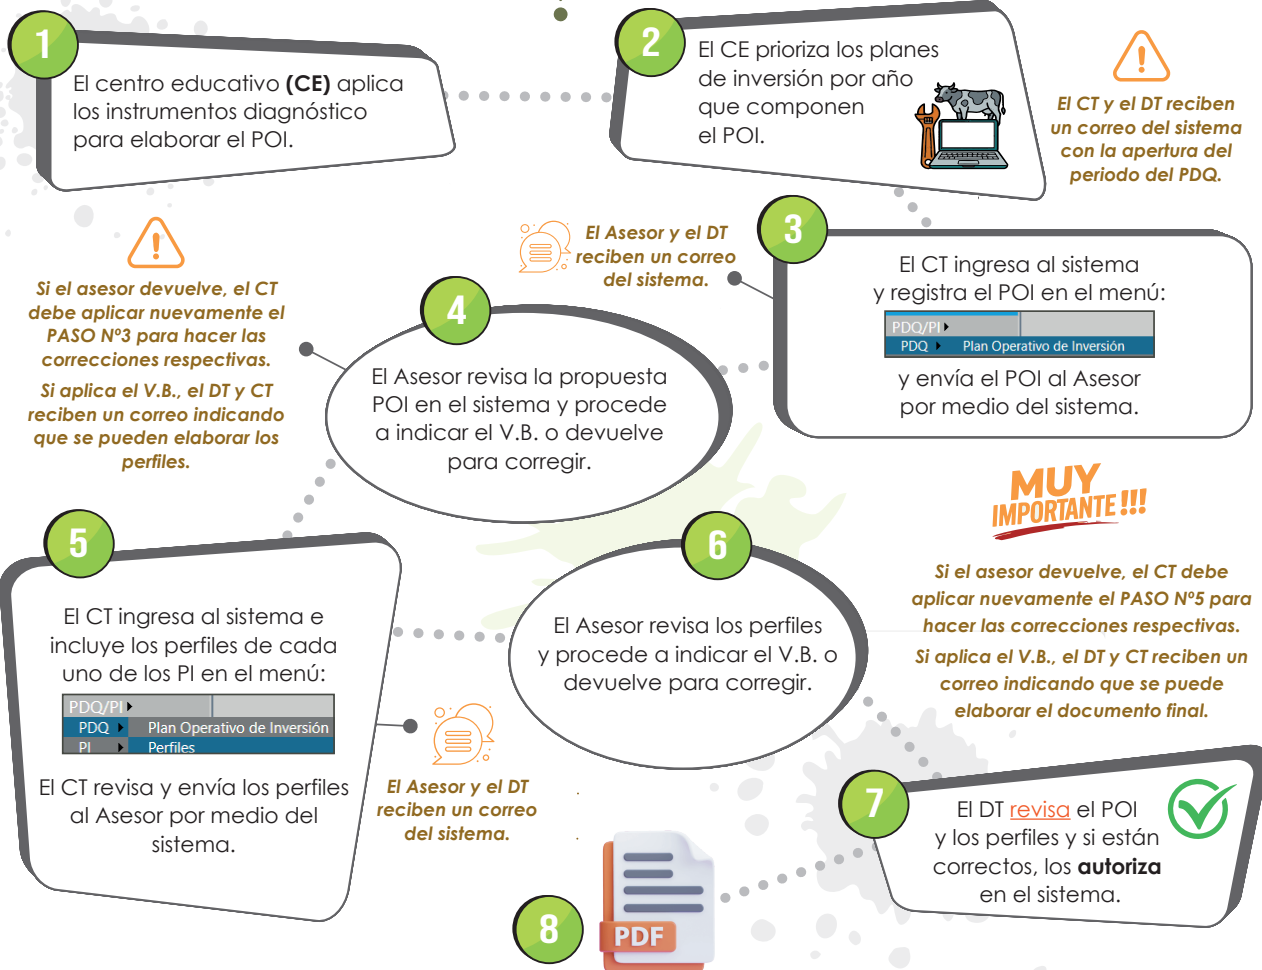 1
El centro educativo (CE) aplica
los instrumentos diagnóstico
para elaborar el POI.
2
El CE prioriza los planes
de inversión por año
que componen
el POI.
El CT y el DT reciben
un correo del sistema
con la apertura del
periodo del PDQ.
3
El CT ingresa al sistema
y registra el POI en el menú:
PDQ/PI
PDQ Plan Operativo de Inversión
y envía el POI al Asesor
por medio del sistema.
El Asesor y el DT
reciben un correo
del sistema.
4
El Asesor revisa la propuesta
POI en el sistema y procede
a indicar el V.B. o devuelve
para corregir.
Si el asesor devuelve, el CT
debe aplicar nuevamente el
PASO Nº3 para hacer las
correcciones respectivas.
Si aplica el V.B., el DT y CT
reciben un correo indicando
que se pueden elaborar los
perfiles.
5
El CT ingresa al sistema e
incluye los perfiles de cada
uno de los PI en el menú:
PDQ/PI
PDQ Plan Operativo de Inversión
PI Perfiles
El CT revisa y envía los perfiles
al Asesor por medio del
sistema.
El Asesor y el DT
reciben un correo
del sistema.
6
El Asesor revisa los perfiles
y procede a indicar el V.B. o
devuelve para corregir.
MUY
IMPORTANTE !!!
Si el asesor devuelve, el CT debe
aplicar nuevamente el PASO Nº5 para
hacer las correcciones respectivas.
Si aplica el V.B., el DT y CT reciben un
correo indicando que se puede
elaborar el documento final.
7
El DT revisa el POI
y los perfiles y si están
correctos, los autoriza
en el sistema.
8
PDF